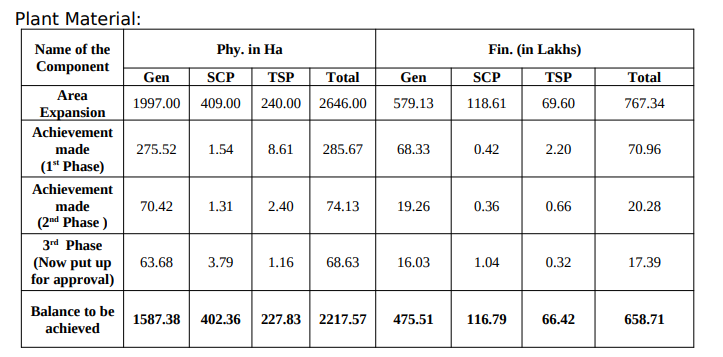 Plant Material:
Name of the Component Phy. in Ha Fin. (in Lakhs)
Gen SCP TSP Total Gen SCP TSP Total
Area Expansion 1997.00 409.00 240.00 2646.00 579.13 118.61 69.60 767.34
Achievement made (1st Phase) 275.52 1.54 8.61 285.67 68.33 0.42 2.20 70.96
Achievement made (2nd Phase ) 70.42 1.31 2.40 74.13 19.26 0.36 0.66 20.28
3rd Phase (Now put up for approval) 63.68 3.79 1.16 68.63 16.03 1.04 0.32 17.39
Balance to be achieved 1587.38 402.36 227.83 2217.57 475.51 116.79 66.42 658.71